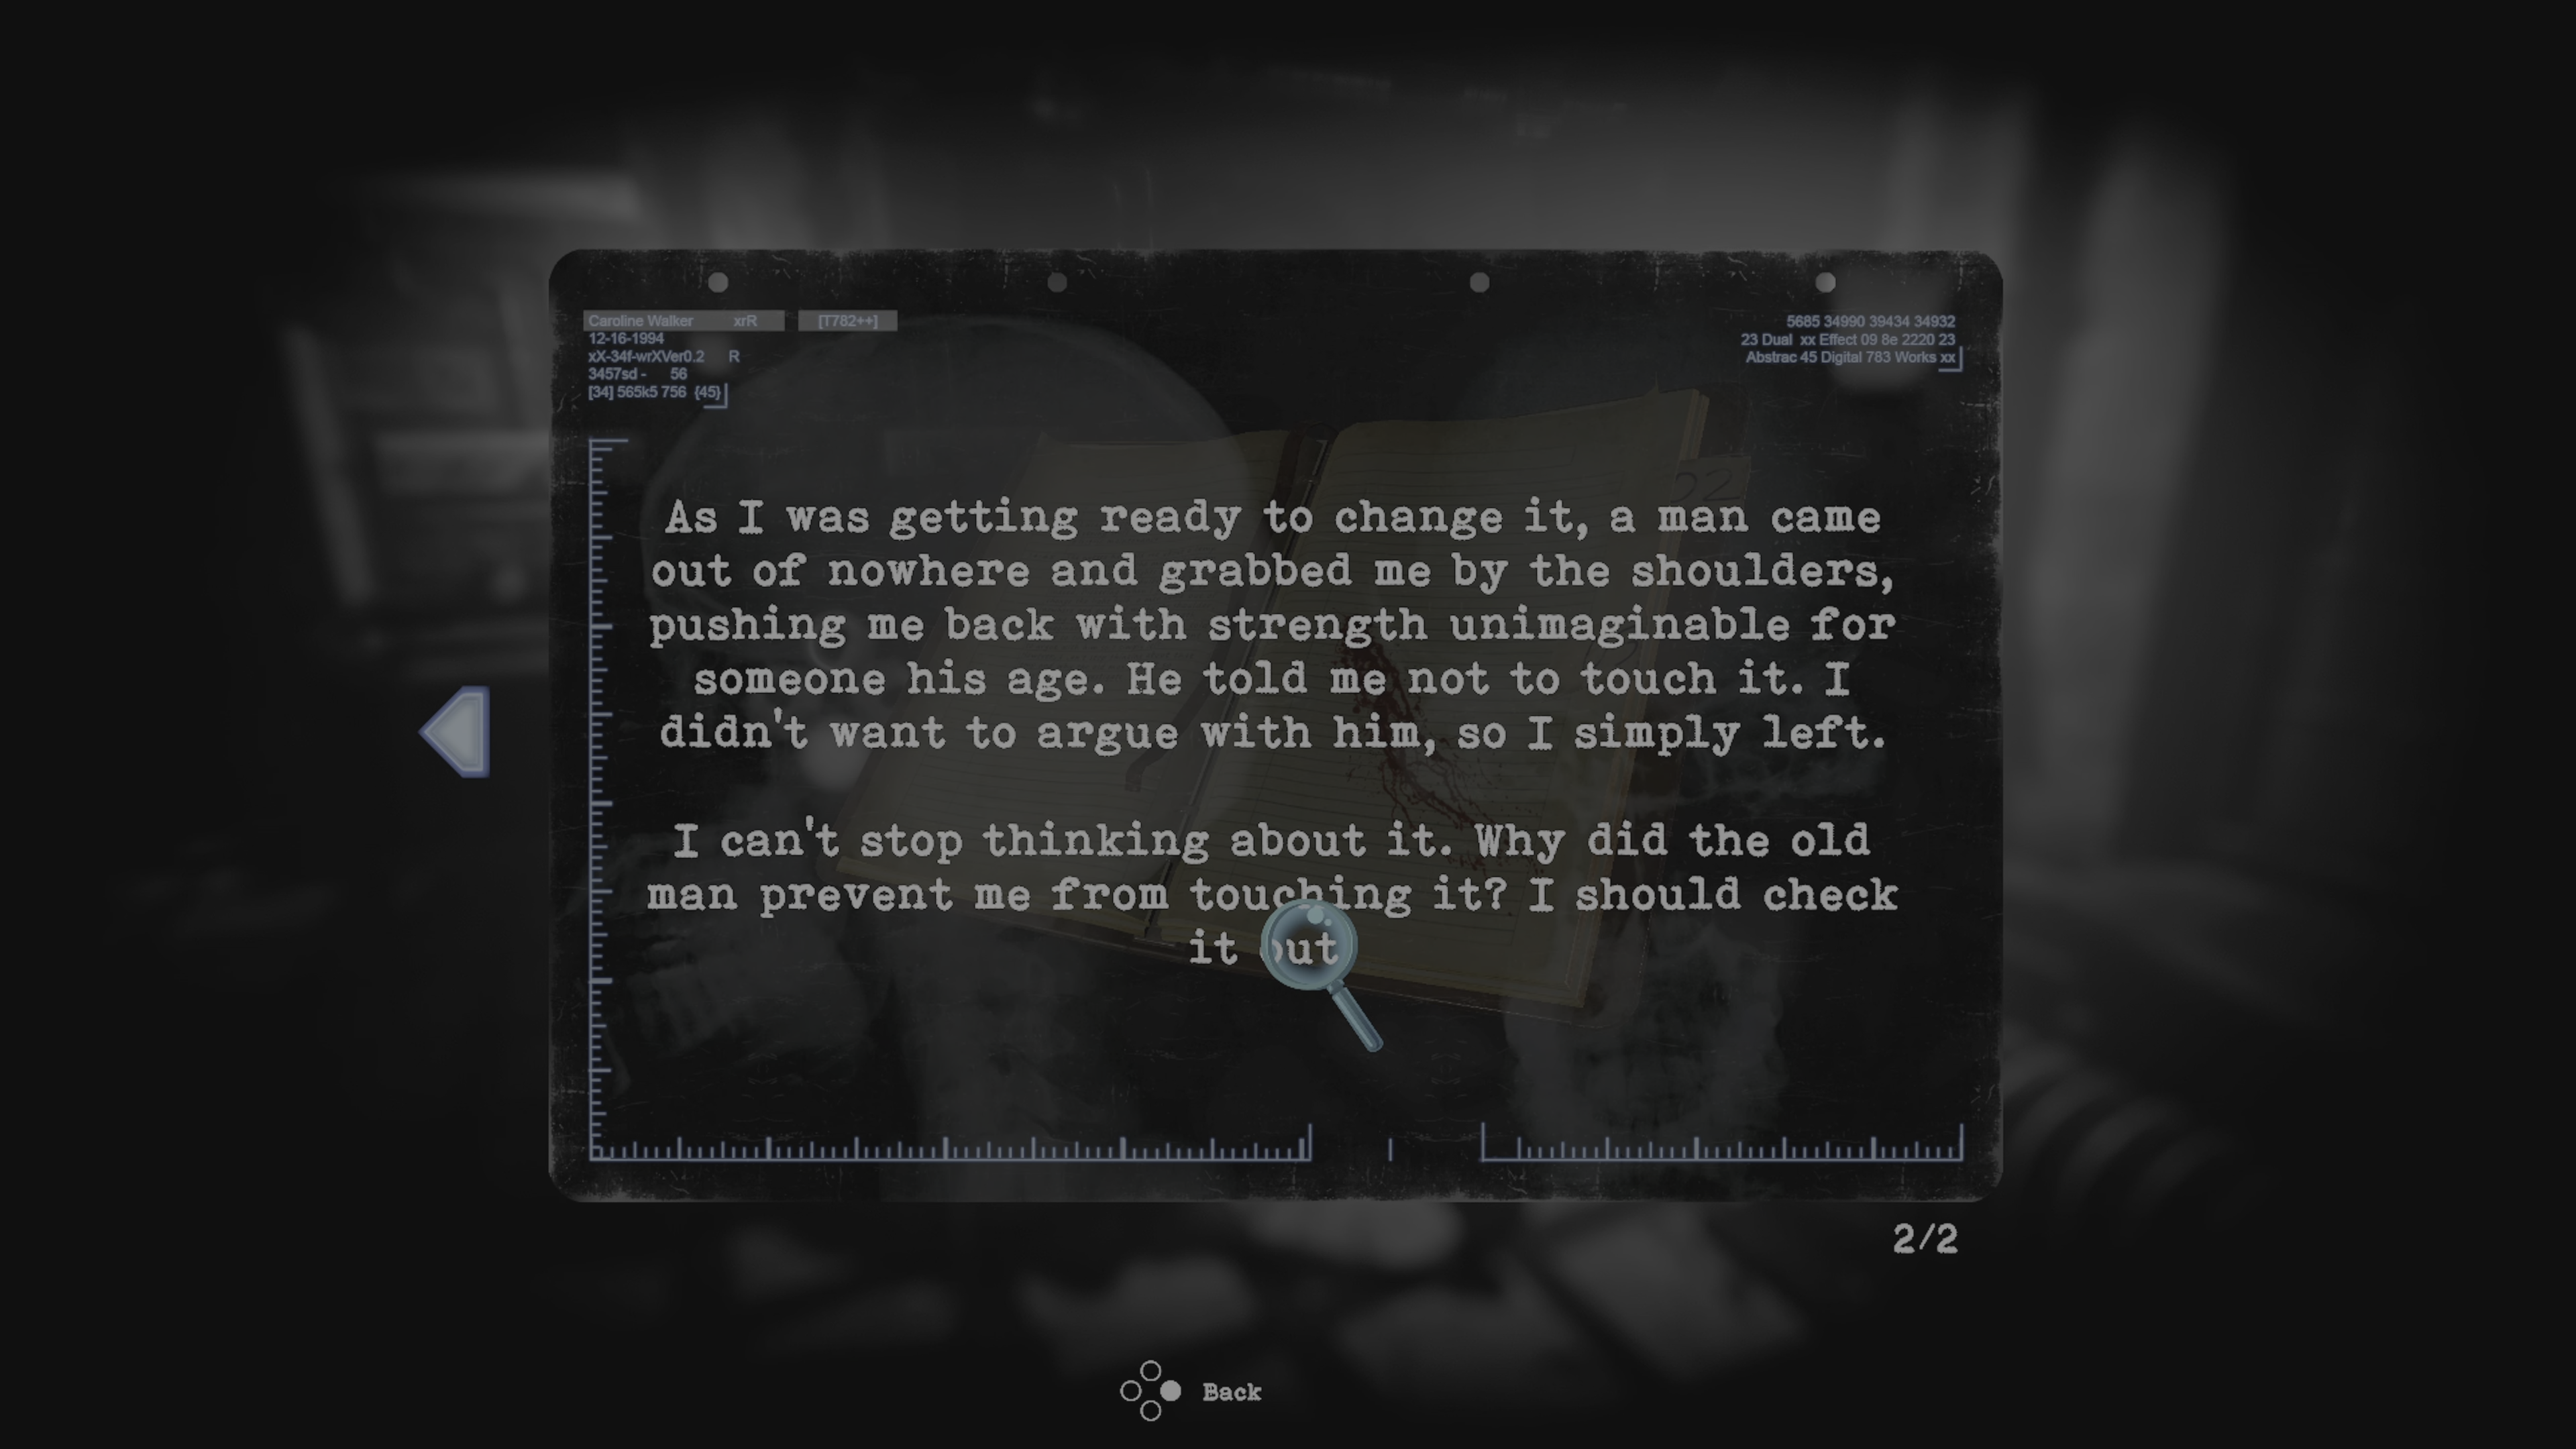 Caroline Walker xrR [T782++]
12-16-1994
xX-34f-wrXVer0.2 R
3457sd - 56
[34] 565k5 756 {45}
5685 34990 39434 34932
23 Dual xx Effect 09 8e 2220 23
Abstrac 45 Digital 783 Works xx
As I was getting ready to change it, a man came
out of nowhere and grabbed me by the shoulders,
pushing me back with strength unimaginable for
someone his age. He told me not to touch it. I
didn't want to argue with him, so I simply left.
I can't stop thinking about it. Why did the old
man prevent me from touching it? I should check
it out
2/2
Back